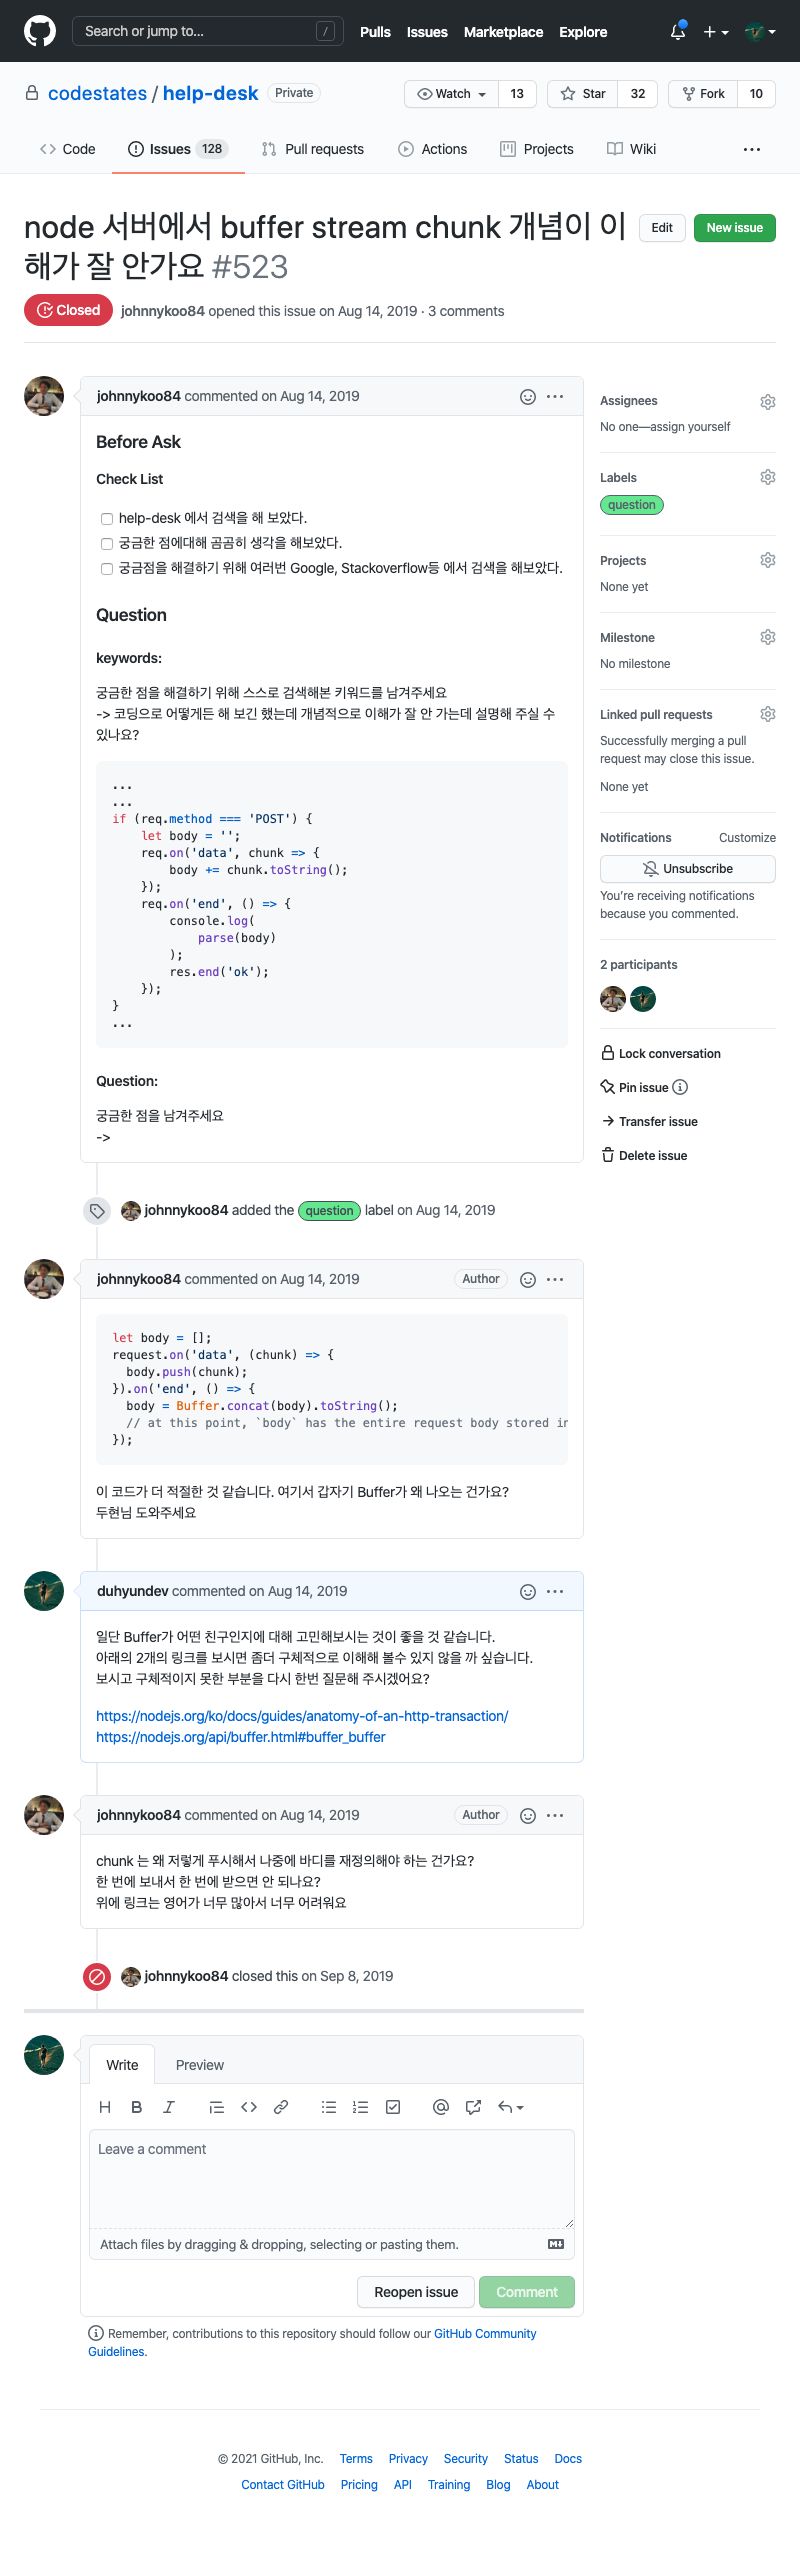 Search or jump to... /
Pulls Issues Marketplace Explore
codestates / help-desk Private
Watch 13 Star 32 Fork 10
Code Issues 128 Pull requests Actions Projects Wiki ...
node 서버에서 buffer stream chunk 개념이 이
해가 잘 안가요 #523
Edit New issue
Closed johnnykoo84 opened this issue on Aug 14, 2019 · 3 comments
johnnykoo84 commented on Aug 14, 2019
Before Ask
Check List
help-desk 에서 검색을 해 보았다.
궁금한 점에대해 곰곰히 생각을 해보았다.
궁금점을 해결하기 위해 여러번 Google, Stackoverflow등 에서 검색을 해보았다.
Question
keywords:
궁금한 점을 해결하기 위해 스스로 검색해본 키워드를 남겨주세요
-> 코딩으로 어떻게든 해 보긴 했는데 개념적으로 이해가 잘 안 가는데 설명해 주실 수
있나요?
...
...
if (req.method === 'POST') {
let body = '';
req.on('data', chunk => {
body += chunk.toString();
});
req.on('end', () => {
console.log(
parse(body)
);
res.end('ok');
});
}
...
Question:
궁금한 점을 남겨주세요
->
Assignees
No one—assign yourself
Labels
question
Projects
None yet
Milestone
No milestone
Linked pull requests
Successfully merging a pull
request may close this issue.
None yet
Notifications Customize
Unsubscribe
You're receiving notifications
because you commented.
2 participants
Lock conversation
Pin issue
Transfer issue
Delete issue
johnnykoo84 added the question label on Aug 14, 2019
johnnykoo84 commented on Aug 14, 2019 Author
let body = [];
request.on('data', (chunk) => {
body.push(chunk);
}).on('end', () => {
body = Buffer.concat(body).toString();
// at this point, `body` has the entire request body stored in
});
이 코드가 더 적절한 것 같습니다. 여기서 갑자기 Buffer가 왜 나오는 건가요?
두현님 도와주세요
duhyundev commented on Aug 14, 2019
일단 Buffer가 어떤 친구인지에 대해 고민해보시는 것이 좋을 것 같습니다.
아래의 2개의 링크를 보시면 좀더 구체적으로 이해해 볼수 있지 않을 까 싶습니다.
보시고 구체적이지 못한 부분을 다시 한번 질문해 주시겠어요?
https://nodejs.org/ko/docs/guides/anatomy-of-an-http-transaction/
https://nodejs.org/api/buffer.html#buffer_buffer
johnnykoo84 commented on Aug 14, 2019 Author
chunk 는 왜 저렇게 푸시해서 나중에 바디를 재정의해야 하는 건가요?
한 번에 보내서 한 번에 받으면 안 되나요?
위에 링크는 영어가 너무 많아서 너무 어려워요
johnnykoo84 closed this on Sep 8, 2019
Write Preview
Leave a comment
Attach files by dragging & dropping, selecting or pasting them.
Reopen issue Comment
Remember, contributions to this repository should follow our GitHub Community
Guidelines.
© 2021 GitHub, Inc. Terms Privacy Security Status Docs
Contact GitHub Pricing API Training Blog About